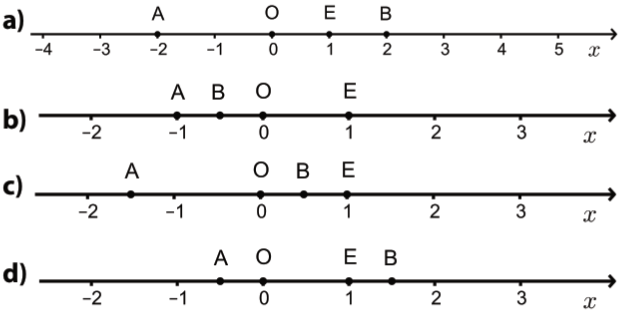 a) A O E B
-4 -3 -2 -1 0 1 2 3 4 5 x
b) A B O E
-2 -1 0 1 2 3 x
c) A O B E
-2 -1 0 1 2 3 x
d) A O E B
-2 -1 0 1 2 3 x